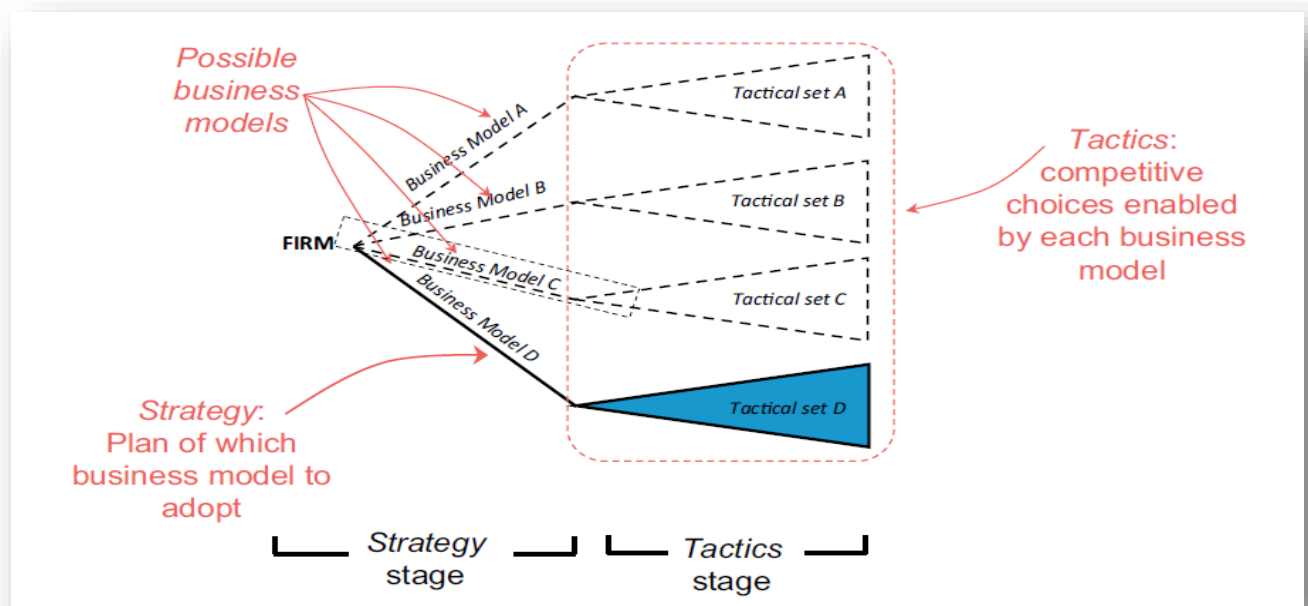 Possible
business
models
Business Model A
Tactical set A
Tactics:
competitive
choices enabled
by each business
model
Business Model B
Tactical set B
FIRM
Business Model C
Tactical set C
Business Model D
Tactical set D
Strategy:
Plan of which
business model to
adopt
Strategy
stage
Tactics
stage